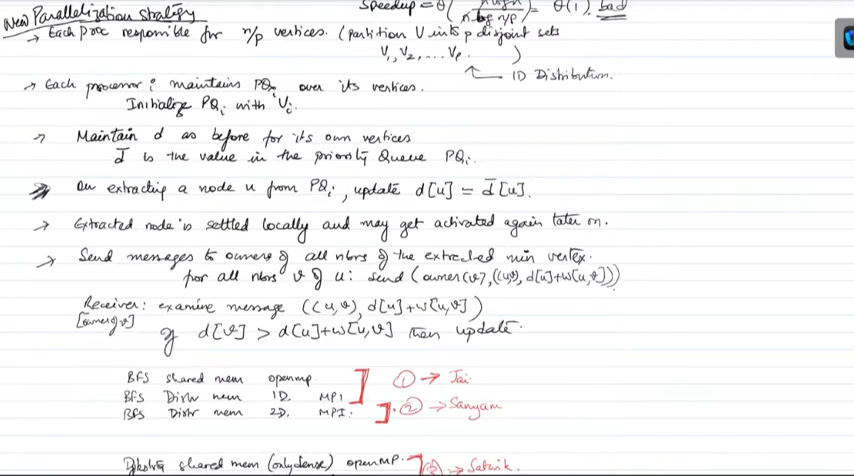 New Parallelization Strategy
Speedup = θ( / n log n/p ) = θ(1) bad
→ Each proc responsible for n/p vertices. (Partition V into p disjoint sets
V₁, V₂, ... Vp. )
1D Distribution.
→ Each processor i maintains PQi over its vertices.
Initialize PQi with Vi.
→ Maintain d as before for its own vertices
d̄ is the value in the priority Queue PQi.
→ On extracting a node u from PQi, update d[u] = d̄[u].
→ Extracted node is settled locally and may get activated again later on.
→ Send messages to owners of all nbrs of the extracted min vertex.
for all nbrs v of u: send (owner(v), ((u,v), d[u]+w[u,v]))
Receiver: examine message ((u,v), d[u]+w[u,v])
[owner of v]
if d[v] > d[u]+w[u,v] then update.
BFS shared mem openmp.
BFS Distr mem 1D. MPI
BFS Distr mem 2D. MPI.
① → Jai
② → Sanyam
Dijkstra shared mem (only dense) openMP.
③ → Satvik.